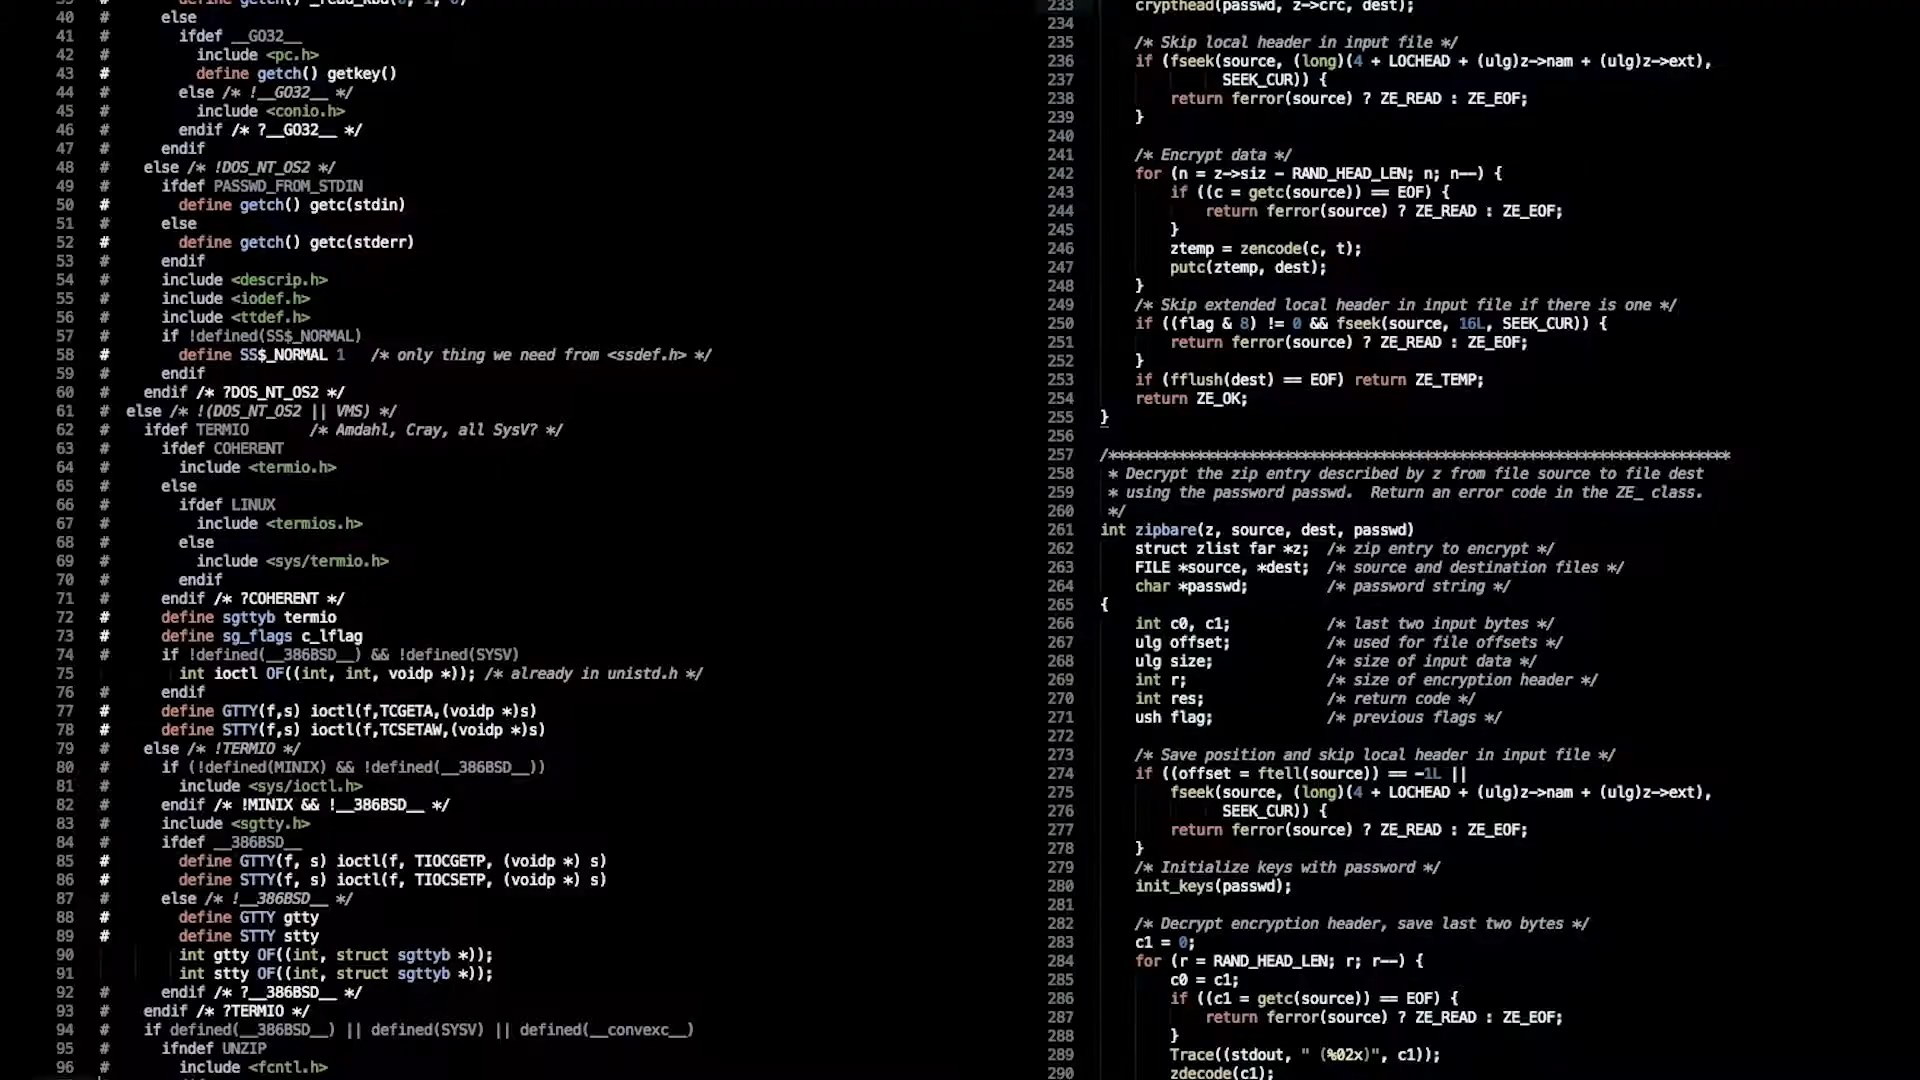 define getch() _read_kbd(0, 1, 0)
40 # else
41 # ifdef __GO32__
42 # include <pc.h>
43 # define getch() getkey()
44 # else /* !__GO32__ */
45 # include <conio.h>
46 # endif /* ?__GO32__ */
47 # endif
48 # else /* !DOS_NT_OS2 */
49 # ifdef PASSWD_FROM_STDIN
50 # define getch() getc(stdin)
51 # else
52 # define getch() getc(stderr)
53 # endif
54 # include <descrip.h>
55 # include <iodef.h>
56 # include <ttdef.h>
57 # if !defined(SS$_NORMAL)
58 # define SS$_NORMAL 1 /* only thing we need from <ssdef.h> */
59 # endif
60 # endif /* ?DOS_NT_OS2 */
61 # else /* !(DOS_NT_OS2 || VMS) */
62 # ifdef TERMIO /* Amdahl, Cray, all SysV? */
63 # ifdef COHERENT
64 # include <termio.h>
65 # else
66 # ifdef LINUX
67 # include <termios.h>
68 # else
69 # include <sys/termio.h>
70 # endif
71 # endif /* ?COHERENT */
72 # define sgttyb termio
73 # define sg_flags c_lflag
74 # if !defined(__386BSD__) && !defined(SYSV)
75 int ioctl OF((int, int, voidp *)); /* already in unistd.h */
76 # endif
77 # define GTTY(f,s) ioctl(f,TCGETA,(voidp *)s)
78 # define STTY(f,s) ioctl(f,TCSETAW,(voidp *)s)
79 # else /* !TERMIO */
80 # if (!defined(MINIX) && !defined(__386BSD__))
81 # include <sys/ioctl.h>
82 # endif /* !MINIX && !__386BSD__ */
83 # include <sgtty.h>
84 # ifdef __386BSD__
85 # define GTTY(f, s) ioctl(f, TIOCGETP, (voidp *) s)
86 # define STTY(f, s) ioctl(f, TIOCSETP, (voidp *) s)
87 # else /* !__386BSD__ */
88 # define GTTY gtty
89 # define STTY stty
90 int gtty OF((int, struct sgttyb *));
91 int stty OF((int, struct sgttyb *));
92 # endif /* ?__386BSD__ */
93 # endif /* ?TERMIO */
94 # if defined(__386BSD__) || defined(SYSV) || defined(__convexc__)
95 # ifndef UNZIP
96 # include <fcntl.h>
233 crypthead(passwd, z->crc, dest);
234
235 /* Skip local header in input file */
236 if (fseek(source, (long)(4 + LOCHEAD + (ulg)z->nam + (ulg)z->ext),
237 SEEK_CUR)) {
238 return ferror(source) ? ZE_READ : ZE_EOF;
239 }
240
241 /* Encrypt data */
242 for (n = z->siz - RAND_HEAD_LEN; n; n--) {
243 if ((c = getc(source)) == EOF) {
244 return ferror(source) ? ZE_READ : ZE_EOF;
245 }
246 ztemp = zencode(c, t);
247 putc(ztemp, dest);
248 }
249 /* Skip extended local header in input file if there is one */
250 if ((flag & 8) != 0 && fseek(source, 16L, SEEK_CUR)) {
251 return ferror(source) ? ZE_READ : ZE_EOF;
252 }
253 if (fflush(dest) == EOF) return ZE_TEMP;
254 return ZE_OK;
255 }
256
257 /***********************************************************************
258 * Decrypt the zip entry described by z from file source to file dest
259 * using the password passwd. Return an error code in the ZE_ class.
260 */
261 int zipbare(z, source, dest, passwd)
262 struct zlist far *z; /* zip entry to encrypt */
263 FILE *source, *dest; /* source and destination files */
264 char *passwd; /* password string */
265 {
266 int c0, c1; /* last two input bytes */
267 ulg offset; /* used for file offsets */
268 ulg size; /* size of input data */
269 int r; /* size of encryption header */
270 int res; /* return code */
271 ush flag; /* previous flags */
272
273 /* Save position and skip local header in input file */
274 if ((offset = ftell(source)) == -1L ||
275 fseek(source, (long)(4 + LOCHEAD + (ulg)z->nam + (ulg)z->ext),
276 SEEK_CUR)) {
277 return ferror(source) ? ZE_READ : ZE_EOF;
278 }
279 /* Initialize keys with password */
280 init_keys(passwd);
281
282 /* Decrypt encryption header, save last two bytes */
283 c1 = 0;
284 for (r = RAND_HEAD_LEN; r; r--) {
285 c0 = c1;
286 if ((c1 = getc(source)) == EOF) {
287 return ferror(source) ? ZE_READ : ZE_EOF;
288 }
289 Trace((stdout, " (%02x)", c1));
290 zdecode(c1);